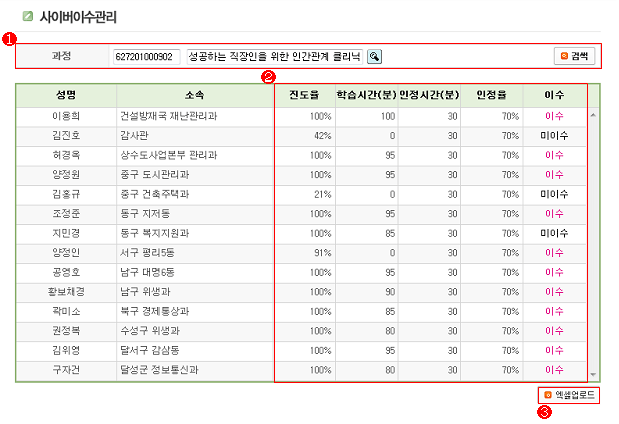 사이버이수관리
1
과정 627201000902 성공하는 직장인을 위한 인간관계 클리닉 검색
2
성명 소속 진도율 학습시간(분) 인정시간(분) 인정율 이수
이용희 건설방재국 재난관리과 100% 100 30 70% 이수
김진호 감사관 42% 0 30 70% 미이수
허경옥 상수도사업본부 관리과 100% 95 30 70% 이수
양정원 중구 도시관리과 100% 95 30 70% 이수
김홍규 중구 건축주택과 21% 0 30 70% 미이수
조정준 동구 지저동 100% 95 30 70% 이수
지민경 동구 복지지원과 100% 85 30 70% 미이수
양정인 서구 평리5동 91% 0 30 70% 이수
공영호 남구 대명6동 100% 95 30 70% 이수
황보채경 남구 위생과 100% 90 30 70% 이수
곽미소 북구 경제통상과 100% 85 30 70% 이수
권정복 수성구 위생과 100% 80 30 70% 이수
김위영 달서구 감삼동 100% 95 30 70% 이수
구자건 달성군 정보통신과 100% 80 30 70% 이수
엑셀업로드
3